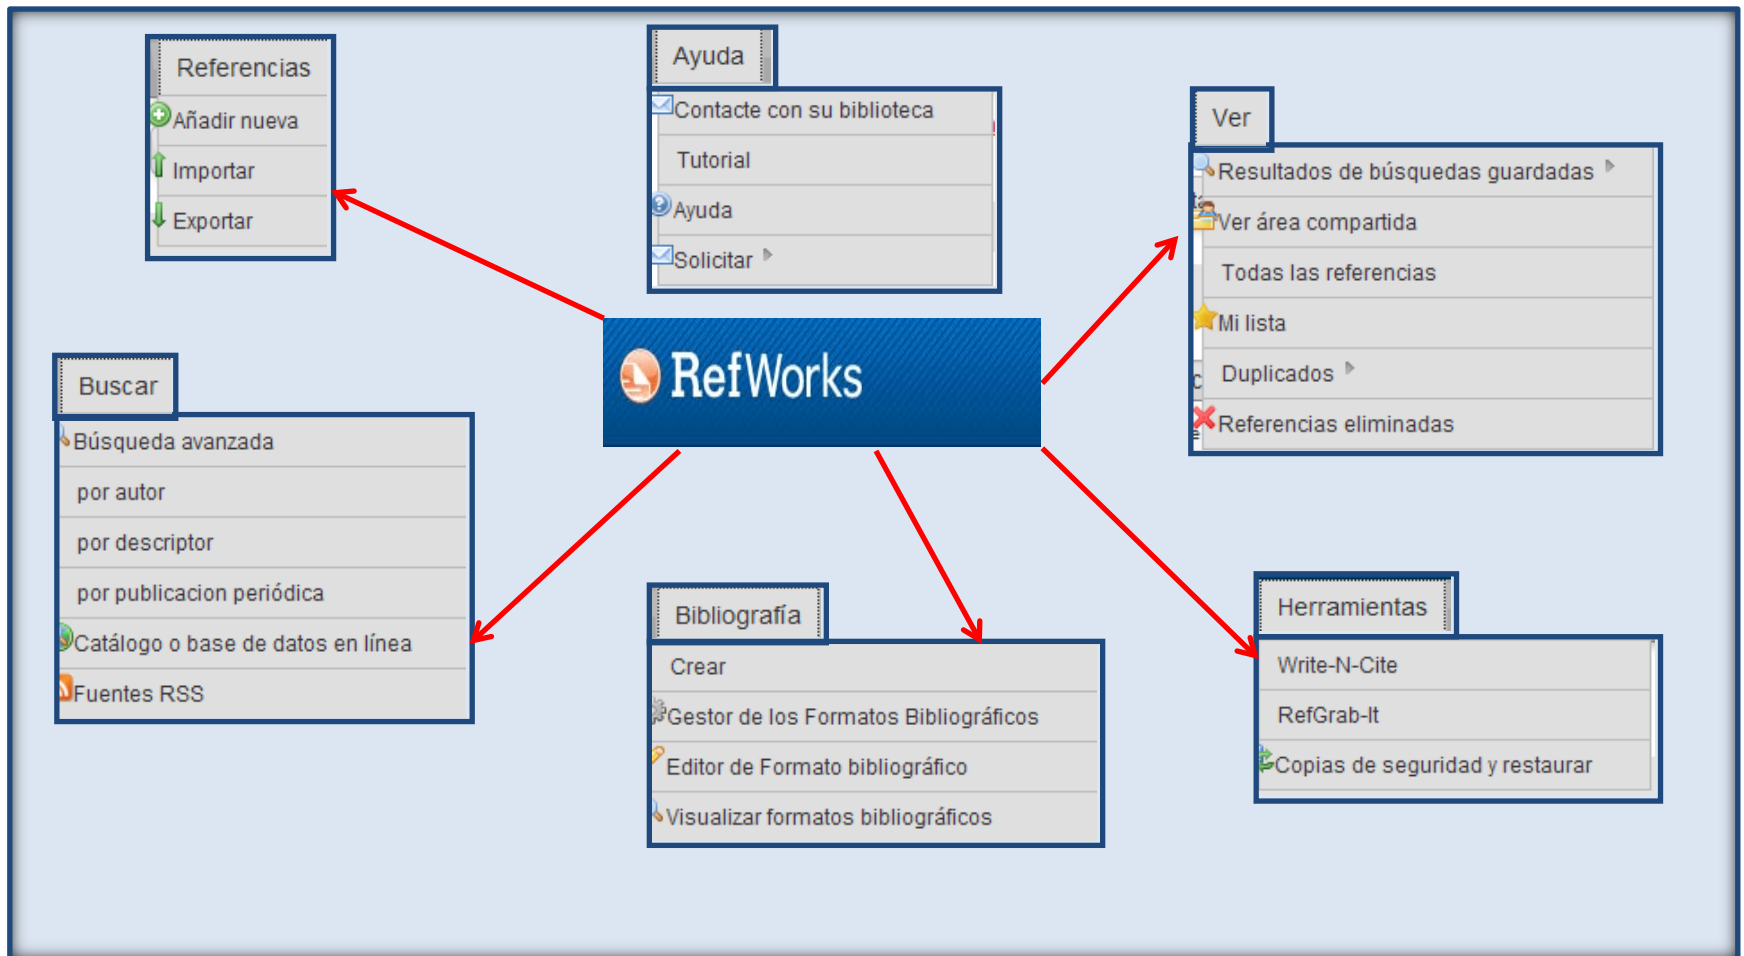 Referencias
Añadir nueva
Importar
Exportar
Ayuda
Contacte con su biblioteca
Tutorial
Ayuda
Solicitar
Ver
Resultados de búsquedas guardadas
Ver área compartida
Todas las referencias
Mi lista
Duplicados
Referencias eliminadas
RefWorks
Buscar
Búsqueda avanzada
por autor
por descriptor
por publicacion periódica
Catálogo o base de datos en línea
Fuentes RSS
Bibliografía
Crear
Gestor de los Formatos Bibliográficos
Editor de Formato bibliográfico
Visualizar formatos bibliográficos
Herramientas
Write-N-Cite
RefGrab-It
Copias de seguridad y restaurar